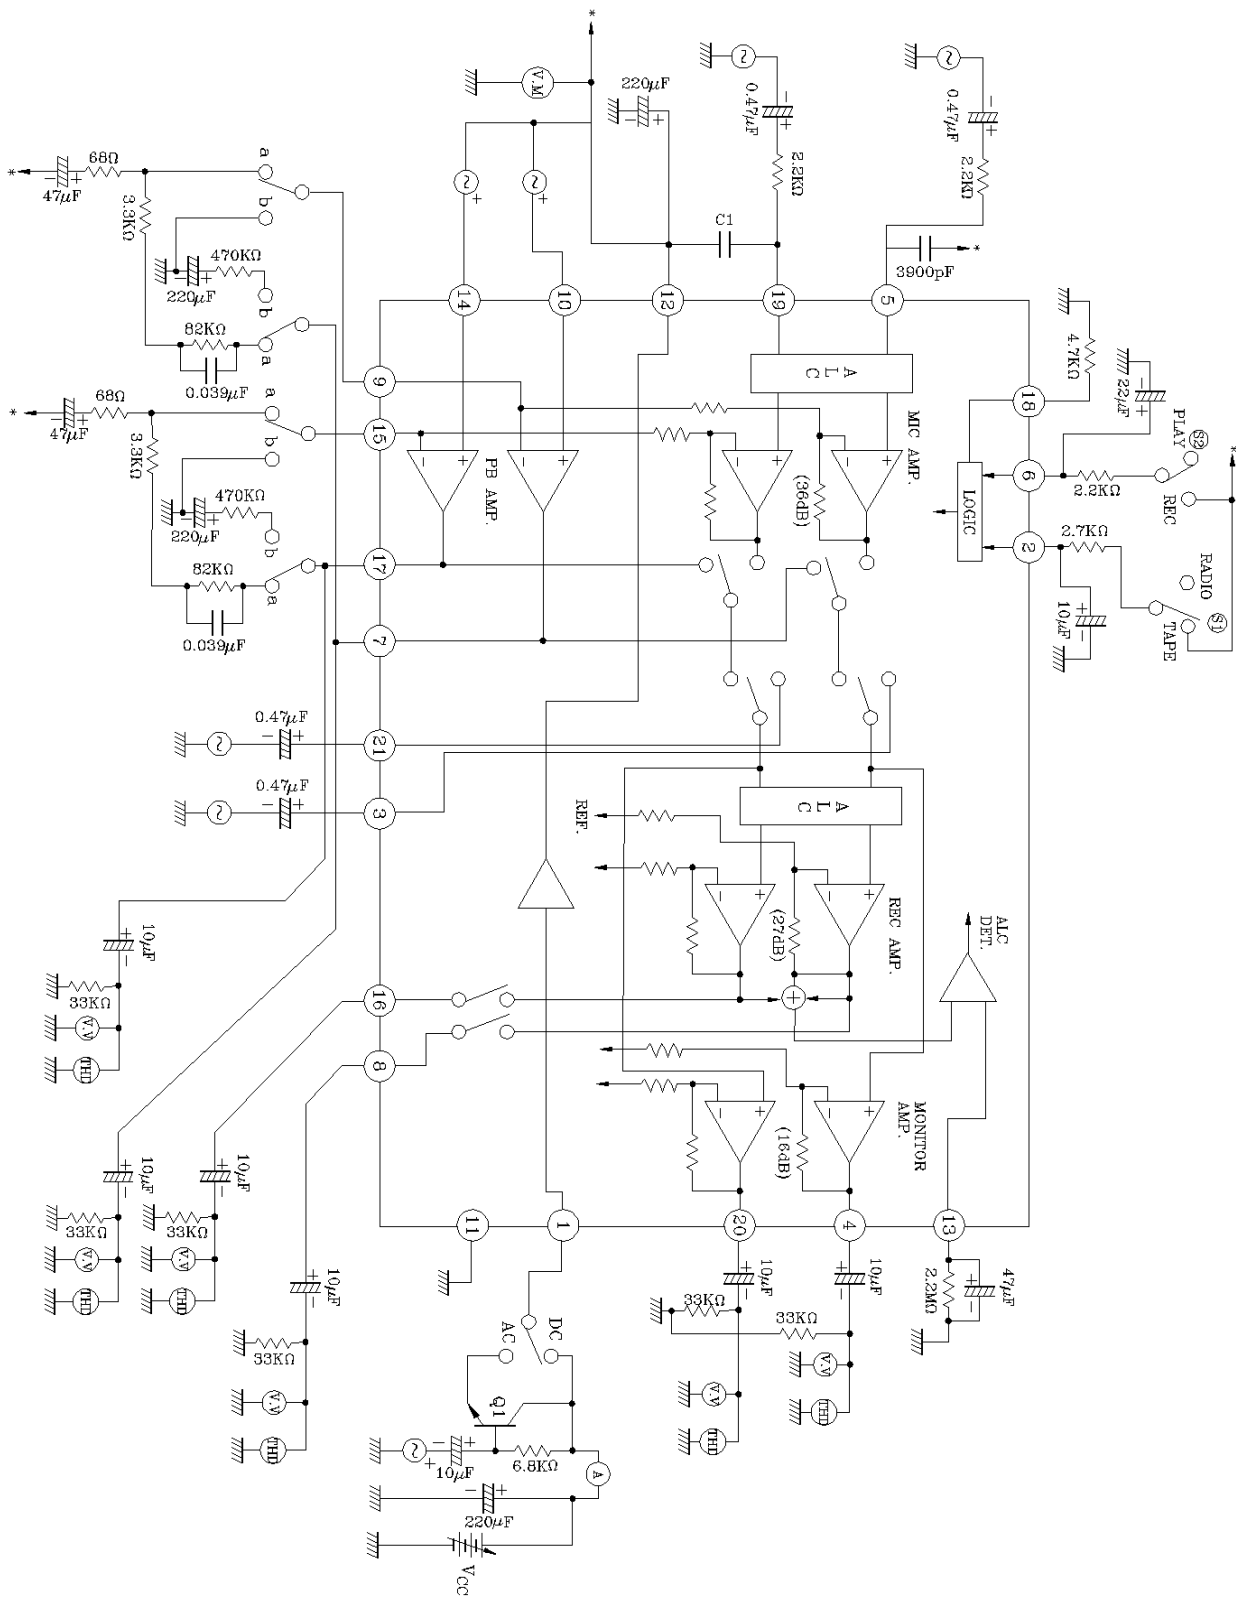 *
V.M
220μF
− +
0.47μF
− +
2.2KΩ
0.47μF
− +
2.2KΩ
C1
3900pF
*
a
68Ω
*
− +
47μF
3.3KΩ
b
470KΩ
220μF
− +
b
82KΩ
a
0.039μF
a
68Ω
*
− +
47μF
3.3KΩ
b
470KΩ
220μF
− +
b
82KΩ
a
0.039μF
+
+
14
10
12
19
5
9
15
17
7
21
3
16
8
11
1
20
4
13
18
6
2
ALC
MIC AMP.
(36dB)
PB AMP.
4.7KΩ
22μF
− +
PLAY
S2
REC
2.2KΩ
LOGIC
*
2.7KΩ
RADIO
S1
TAPE
10μF
+
0.47μF
− +
0.47μF
− +
ALC
REF.
REC AMP.
(27dB)
ALC DET.
MONITOR AMP.
(16dB)
10μF
+ −
33KΩ
V.V
THD
10μF
+ −
33KΩ
V.V
THD
10μF
+ −
33KΩ
V.V
THD
10μF
+ −
33KΩ
V.V
THD
10μF
+ −
33KΩ
V.V
THD
10μF
+ −
33KΩ
V.V
THD
47μF
+ −
2.2MΩ
DC
AC
Q1
6.8KΩ
10μF
− +
+
A
220μF
− +
VCC